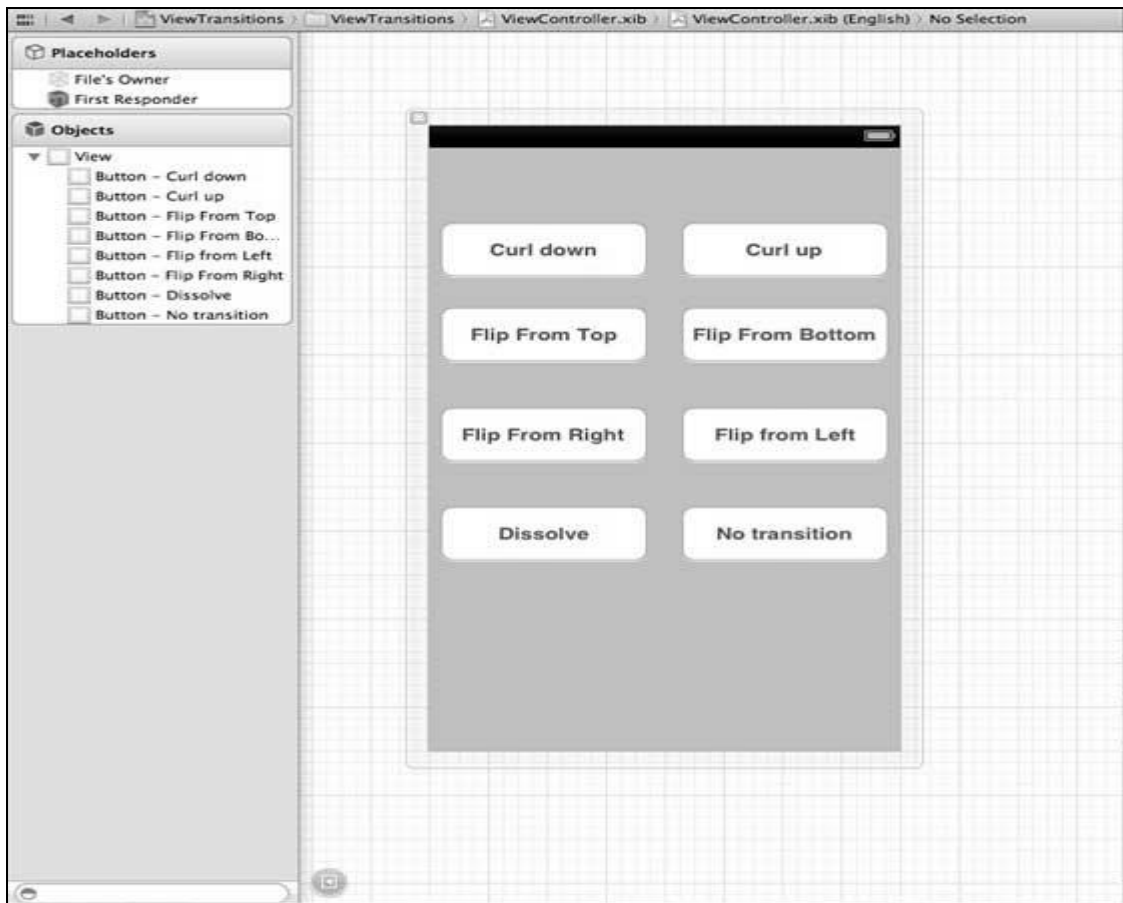 ViewTransitions ViewTransitions ViewController.xib ViewController.xib (English) No Selection
Placeholders
File's Owner
First Responder
Objects
View
Button – Curl down
Button – Curl up
Button – Flip From Top
Button – Flip From Bo...
Button – Flip from Left
Button – Flip From Right
Button – Dissolve
Button – No transition
Curl down
Curl up
Flip From Top
Flip From Bottom
Flip From Right
Flip from Left
Dissolve
No transition